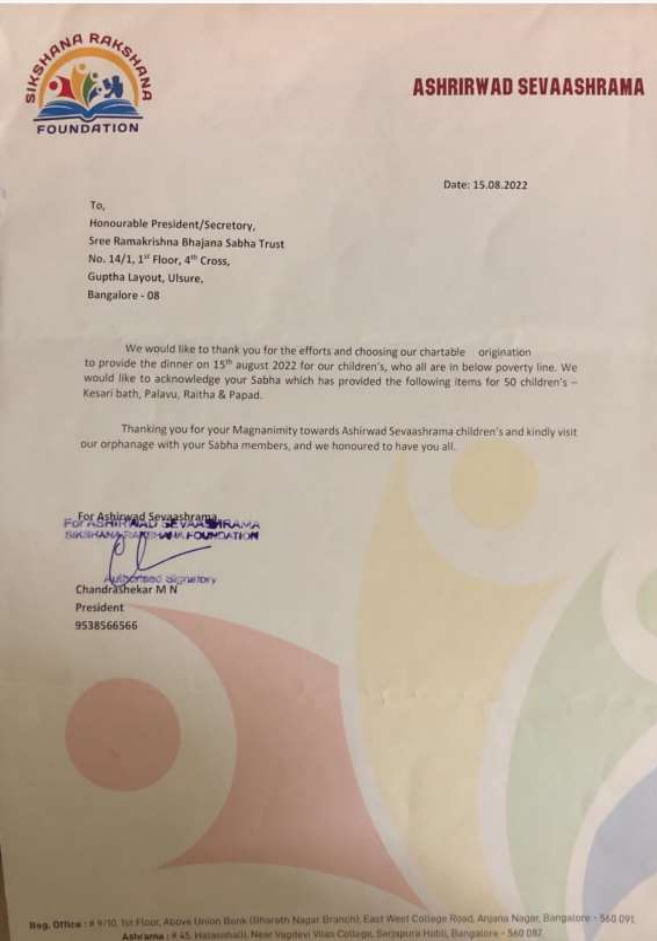 SIKSHANA RAKSHANA
FOUNDATION
ASHRIRWAD SEVAASHRAMA
Date: 15.08.2022
To,
Honourable President/Secretory,
Sree Ramakrishna Bhajana Sabha Trust
No. 14/1, 1st Floor, 4th Cross,
Guptha Layout, Ulsure,
Bangalore - 08
We would like to thank you for the efforts and choosing our chartable origination
to provide the dinner on 15th august 2022 for our children's, who all are in below poverty line. We
would like to acknowledge your Sabha which has provided the following items for 50 children's –
Kesari bath, Palavu, Raitha & Papad.
Thanking you for your Magnanimity towards Ashirwad Sevaashrama children's and kindly visit
our orphanage with your Sabha members, and we honoured to have you all.
For Ashirwad Sevaashrama
For ASHIRWAD SEVAASHRAMA
SIKSHANA RAKSHANA FOUNDATION
Authorised Signatory
Chandrashekar M N
President
9538566566
Reg. Office : # 9/10, 1st Floor, Above Union Bank (Bharath Nagar Branch), East West College Road, Anjana Nagar, Bangalore - 560 091.
Ashrama : # 45, Near Vagdevi Vilas College, Sarjapura Hobli, Bangalore - 560 087.